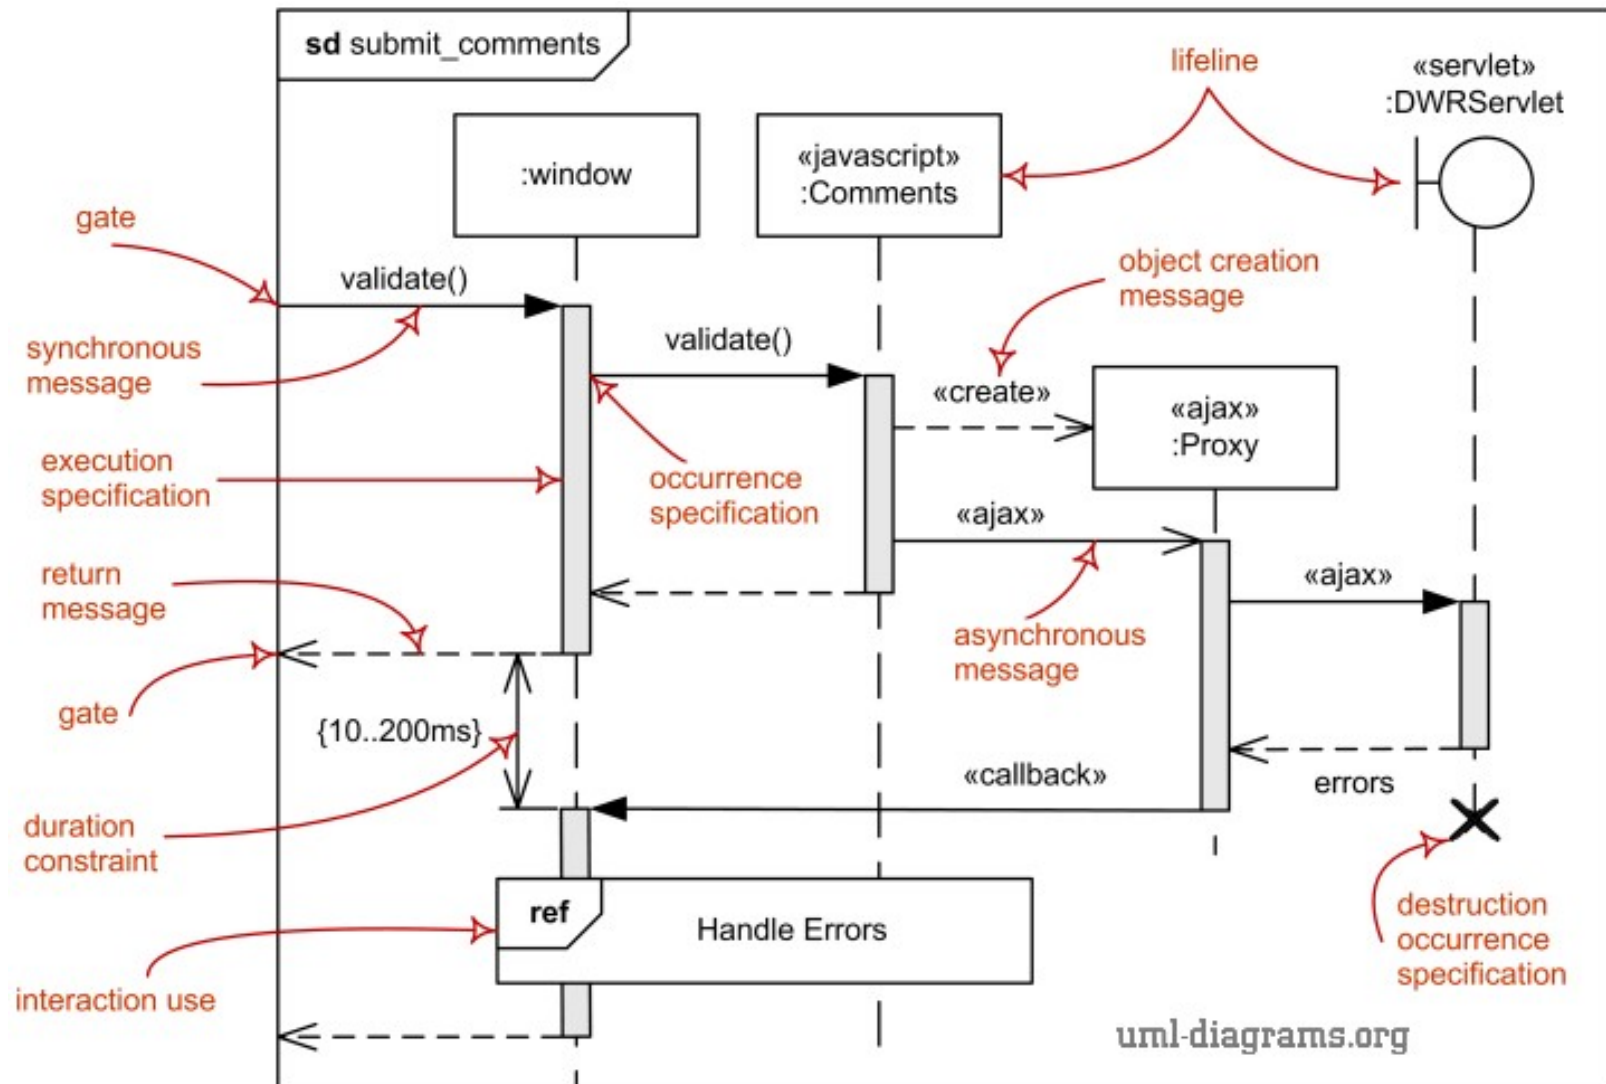 sd submit_comments
lifeline
«servlet»
:DWRServlet
:window
«javascript»
:Comments
gate
validate()
object creation
message
synchronous
message
validate()
«create»
«ajax»
:Proxy
execution
specification
occurrence
specification
«ajax»
return
message
«ajax»
asynchronous
message
gate
{10..200ms}
«callback»
errors
duration
constraint
ref
Handle Errors
destruction
occurrence
specification
interaction use
uml-diagrams.org